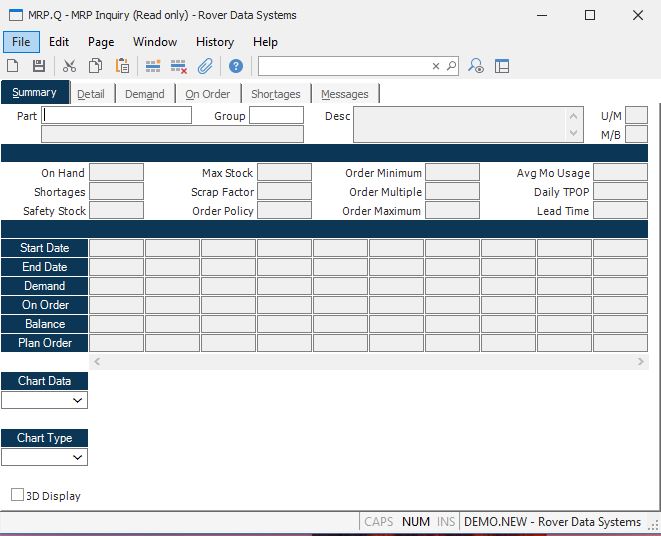 MRP.Q - MRP Inquiry (Read only) - Rover Data Systems
File Edit Page Window History Help
Summary Detail Demand On Order Shortages Messages
Part Group Desc U/M
M/B
On Hand Max Stock Order Minimum Avg Mo Usage
Shortages Scrap Factor Order Multiple Daily TPOP
Safety Stock Order Policy Order Maximum Lead Time
Start Date
End Date
Demand
On Order
Balance
Plan Order
Chart Data
Chart Type
3D Display
CAPS NUM INS DEMO.NEW - Rover Data Systems